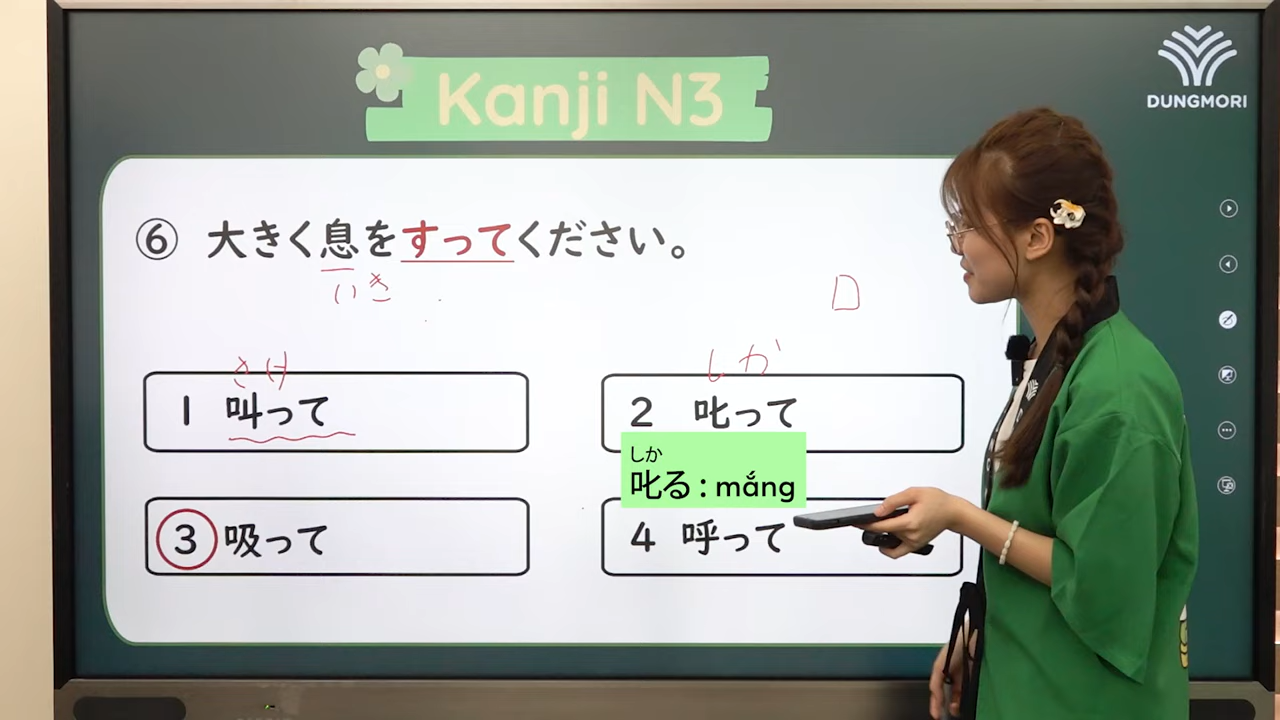 Kanji N3
DUNGMORI
⑥ 大きく息をすってください。
いき
ロ
さけ
しか
1 叫って
2 叱って
しか
叱る : mắng
3 吸って
4 呼って